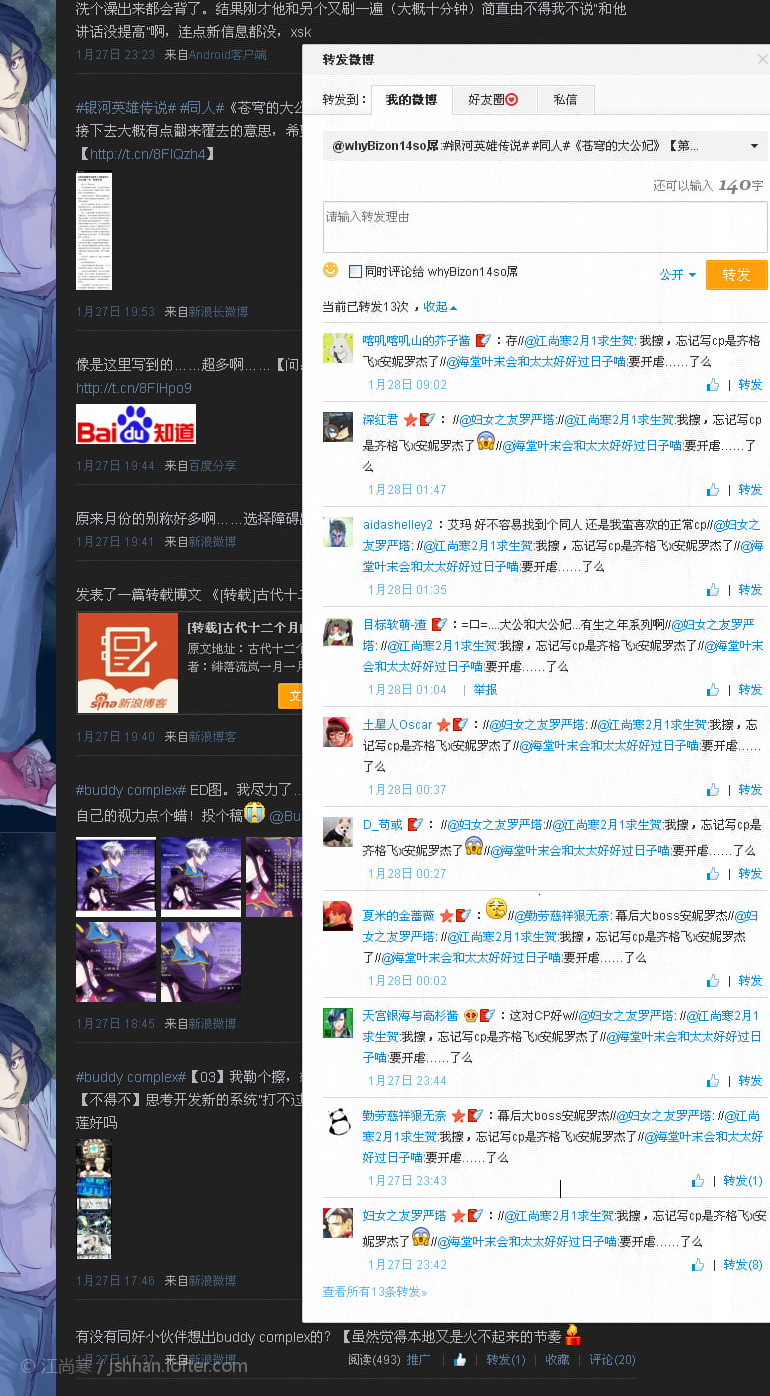 洗个澡出来都会背了。结果刚才他和另个又刷一遍（大概十分钟）简直由不得我不说"和他
讲话没提高"啊，连点新信息都没，xsk
1月27日 23:23 来自Android客户端
#银河英雄传说# #同人#《苍穹的大公
接下去大概有点翻来覆去的意思，希
【http://t.cn/8FIQzh4】
1月27日 19:53 来自新浪长微博
像是这里写到的……超多啊……【问
http://t.cn/8FIHpo9
Bai du 知道
1月27日 19:44 来自百度分享
原来月份的别称好多啊……选择障碍
1月27日 19:41 来自新浪微博
发表了一篇转载博文 《[转载]古代十二
[转载]古代十二个月
原文地址：古代十二个
者：绯落流岚一月一月
sina 新浪博客
文
1月27日 19:40 来自新浪博客
#buddy complex# ED图。我尽力了…
自己的视力点个蜡！投个稿 @Bu
1月27日 18:45 来自新浪微博
#buddy complex#【03】我勒个擦，
【不得不】思考开发新的系统"打不过
莲好吗
1月27日 17:46 来自新浪微博
有没有同好小伙伴想出buddy complex的？【虽然觉得本地又是火不起来的节奏
1月27日 17:37 来自新浪微博
阅读(493) 推广 | | 转发(1) | 收藏 | 评论(20)
© 江尚寒 / jshhan.lofter.com
转发微博
转发到： 我的微博 好友圈 私信
@whyBizon14so屌:#银河英雄传说# #同人#《苍穹的大公妃》【第...
还可以输入 140字
请输入转发理由
同时评论给 whyBizon14so屌
公开 转发
当前已转发13次 ，收起
喀叽喀叽山的芥子酱 ：存//@江尚寒2月1求生贺: 我擦，忘记写cp是齐格
飞x安妮罗杰了//@海堂叶末会和太太好好过日子喵:要开虐……了么
1月28日 09:02 | 转发
深红君 ： //@妇女之友罗严塔://@江尚寒2月1求生贺:我擦，忘记写
cp是齐格飞x安妮罗杰了//@海堂叶末会和太太好好过日子喵:要开虐……了
么
1月28日 01:47 | 转发
aidashelley2：艾玛 好不容易找到个同人 还是我蛮喜欢的正常cp//@妇女之
友罗严塔: //@江尚寒2月1求生贺:我擦，忘记写cp是齐格飞x安妮罗杰了//@海
堂叶末会和太太好好过日子喵:要开虐……了么
1月28日 01:35 | 转发
目标软萌-渣 ：=口=....大公和大公妃...有生之年系列啊//@妇女之友罗严
塔: //@江尚寒2月1求生贺:我擦，忘记写cp是齐格飞x安妮罗杰了//@海堂叶末
会和太太好好过日子喵:要开虐……了么
1月28日 01:04 | 举报 | 转发
土星人Oscar ：//@妇女之友罗严塔: //@江尚寒2月1求生贺:我擦，忘
记写cp是齐格飞x安妮罗杰了//@海堂叶末会和太太好好过日子喵:要开虐……
了么
1月28日 00:37 | 转发
D_苟或 ： //@妇女之友罗严塔://@江尚寒2月1求生贺:我擦，忘记写cp是
齐格飞x安妮罗杰了//@海堂叶末会和太太好好过日子喵:要开虐……了么
1月28日 00:27 | 转发
夏米的金蔷薇 ：//@勤劳慈祥狠无奈: 幕后大boss安妮罗杰//@妇
女之友罗严塔: //@江尚寒2月1求生贺:我擦，忘记写cp是齐格飞x安妮罗杰
了//@海堂叶末会和太太好好过日子喵:要开虐……了么
1月28日 00:02 | 转发
天宫银海与高杉酱 ：这对CP好w//@妇女之友罗严塔: //@江尚寒2月1
求生贺:我擦，忘记写cp是齐格飞x安妮罗杰了//@海堂叶末会和太太好好过日
子喵:要开虐……了么
1月27日 23:44 | 转发
勤劳慈祥狠无奈 ：幕后大boss安妮罗杰//@妇女之友罗严塔: //@江尚
寒2月1求生贺:我擦，忘记写cp是齐格飞x安妮罗杰了//@海堂叶末会和太太好
好过日子喵:要开虐……了么
1月27日 23:43 | 转发(1)
妇女之友罗严塔 ：//@江尚寒2月1求生贺:我擦，忘记写cp是齐格飞x安
妮罗杰了//@海堂叶末会和太太好好过日子喵:要开虐……了么
1月27日 23:42 | 转发(8)
查看所有13条转发»